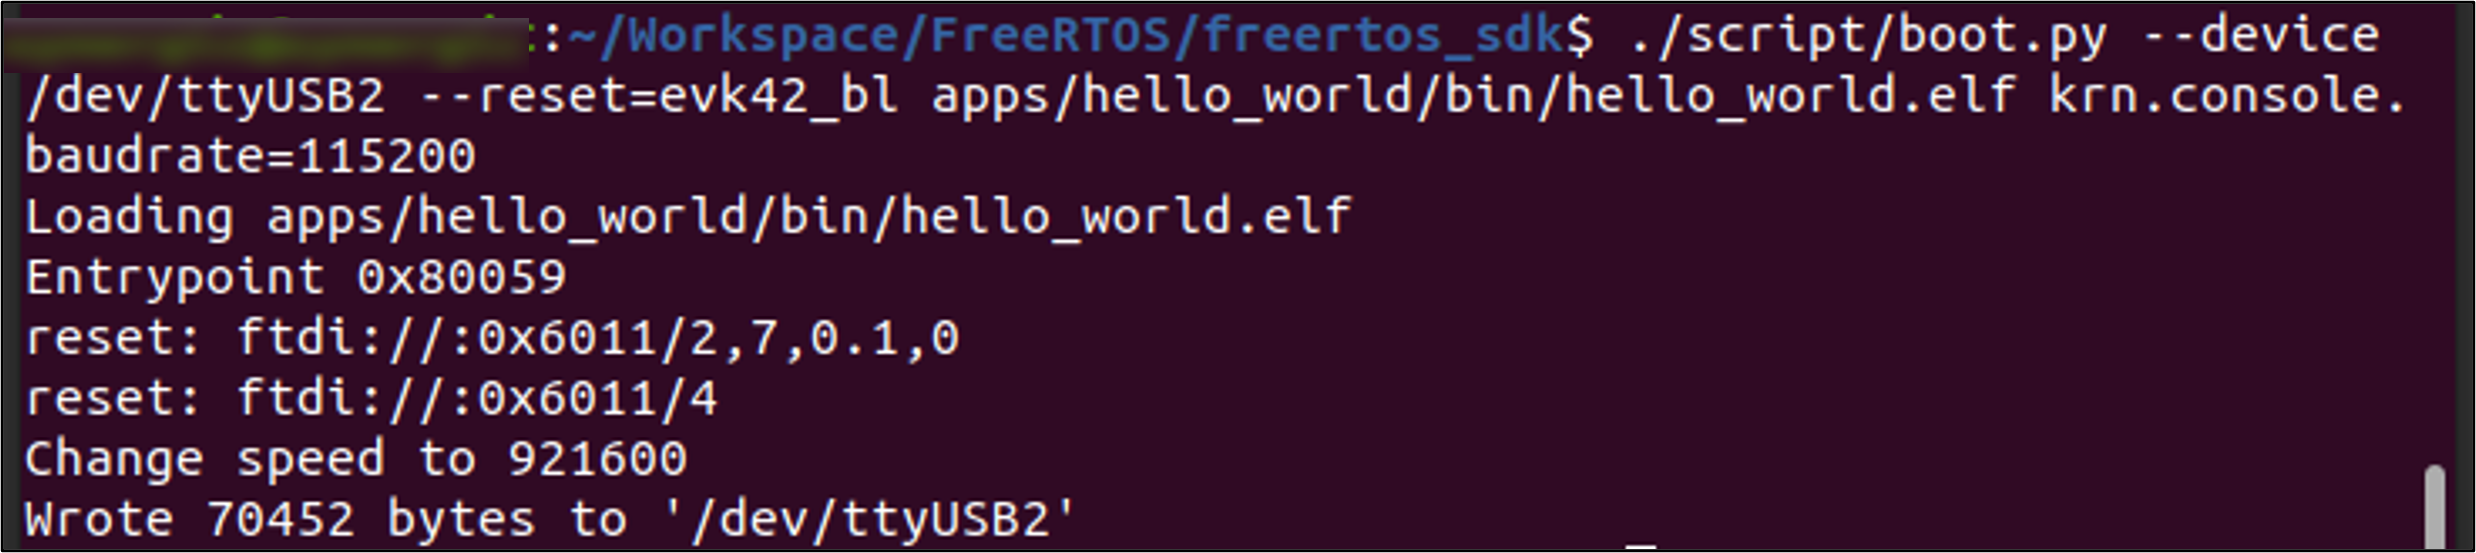 :~/Workspace/FreeRTOS/freertos_sdk$ ./script/boot.py --device
/dev/ttyUSB2 --reset=evk42_bl apps/hello_world/bin/hello_world.elf krn.console.
baudrate=115200
Loading apps/hello_world/bin/hello_world.elf
Entrypoint 0x80059
reset: ftdi://:0x6011/2,7,0.1,0
reset: ftdi://:0x6011/4
Change speed to 921600
Wrote 70452 bytes to '/dev/ttyUSB2'